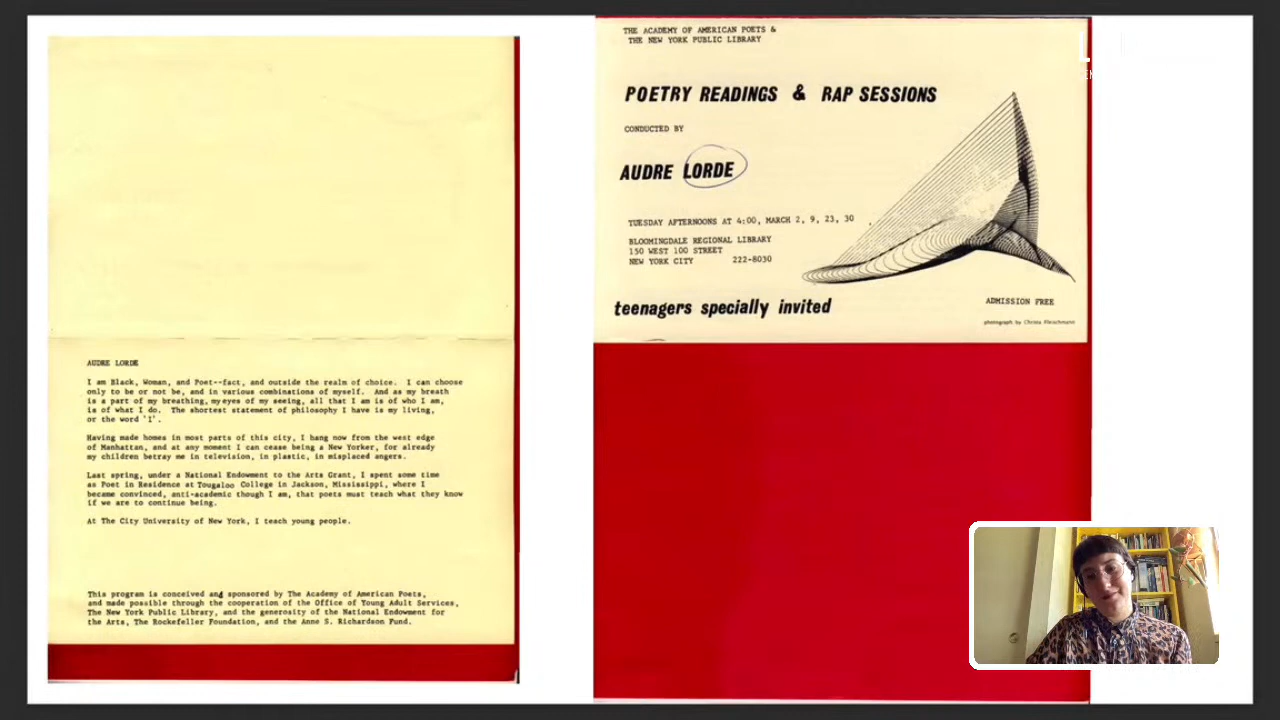 AUDRE LORDE
I am Black, Woman, and Poet--fact, and outside the realm of choice. I can choose
only to be or not be, and in various combinations of myself. And as my breath
is a part of my breathing, my eyes of my seeing, all that I am is of who I am,
is of what I do. The shortest statement of philosophy I have is my living,
or the word 'I'.
Having made homes in most parts of this city, I hang now from the west edge
of Manhattan, and at any moment I can cease being a New Yorker, for already
my children betray me in television, in plastic, in misplaced angers.
Last spring, under a National Endowment to the Arts Grant, I spent some time
as Poet in Residence at Tougaloo College in Jackson, Mississippi, where I
became convinced, anti-academic though I am, that poets must teach what they know
if we are to continue being.
At The City University of New York, I teach young people.
This program is conceived and sponsored by The Academy of American Poets,
and made possible through the cooperation of the Office of Young Adult Services,
The New York Public Library, and the generosity of the National Endowment for
the Arts, The Rockefeller Foundation, and the Anne S. Richardson Fund.
THE ACADEMY OF AMERICAN POETS &
THE NEW YORK PUBLIC LIBRARY
POETRY READINGS & RAP SESSIONS
CONDUCTED BY
AUDRE LORDE
TUESDAY AFTERNOONS AT 4:00, MARCH 2, 9, 23, 30
BLOOMINGDALE REGIONAL LIBRARY
150 WEST 100 STREET
NEW YORK CITY 222-8030
teenagers specially invited
ADMISSION FREE
photograph by Christa Fleischmann